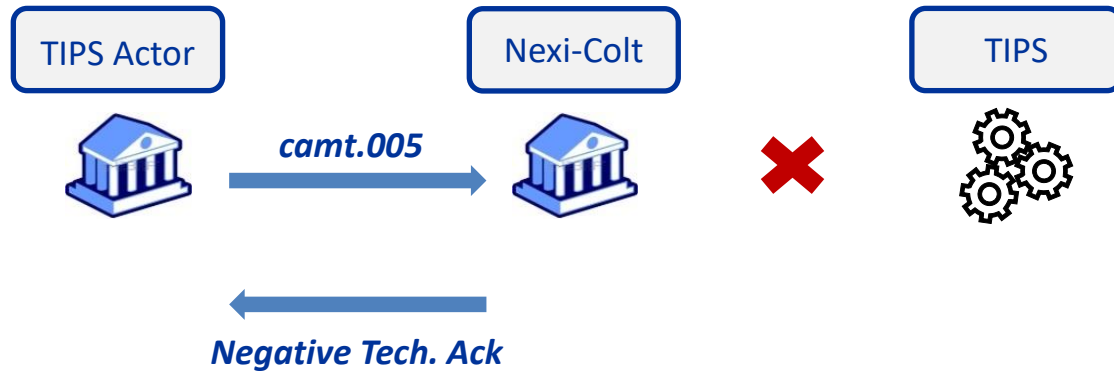 TIPS Actor
Nexi-Colt
TIPS
camt.005
Negative Tech. Ack